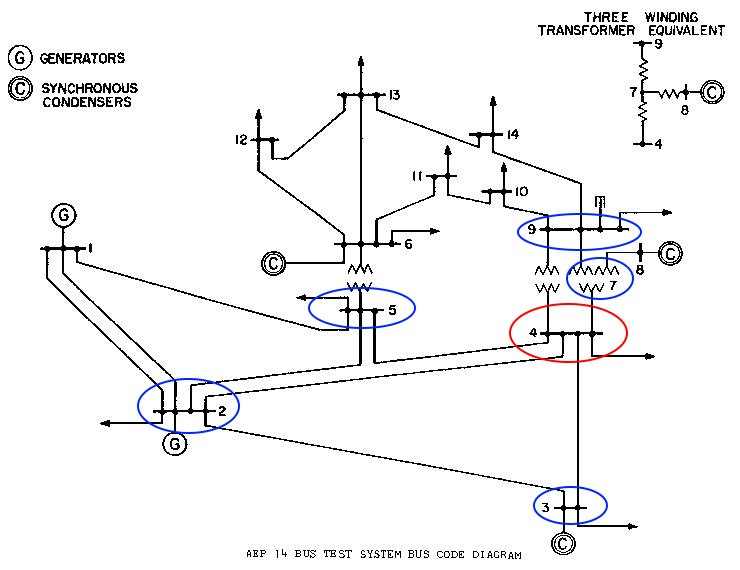 THREE WINDING
TRANSFORMER EQUIVALENT
9
7
C
8
4
G GENERATORS
C SYNCHRONOUS
CONDENSERS
13
12
14
11
10
G
1
6
C
9
C
8
7
5
4
2
G
3
C
AEP 14 BUS TEST SYSTEM BUS CODE DIAGRAM